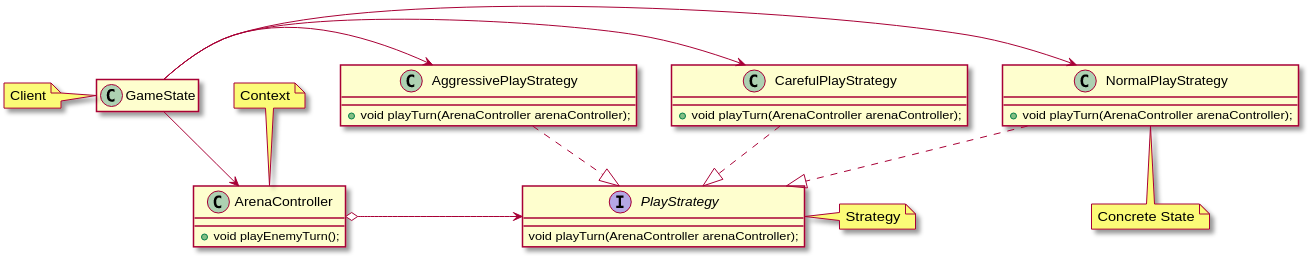 Client
C GameState
Context
C AggressivePlayStrategy
void playTurn(ArenaController arenaController);
C CarefulPlayStrategy
void playTurn(ArenaController arenaController);
C NormalPlayStrategy
void playTurn(ArenaController arenaController);
C ArenaController
void playEnemyTurn();
I PlayStrategy
void playTurn(ArenaController arenaController);
Strategy
Concrete State